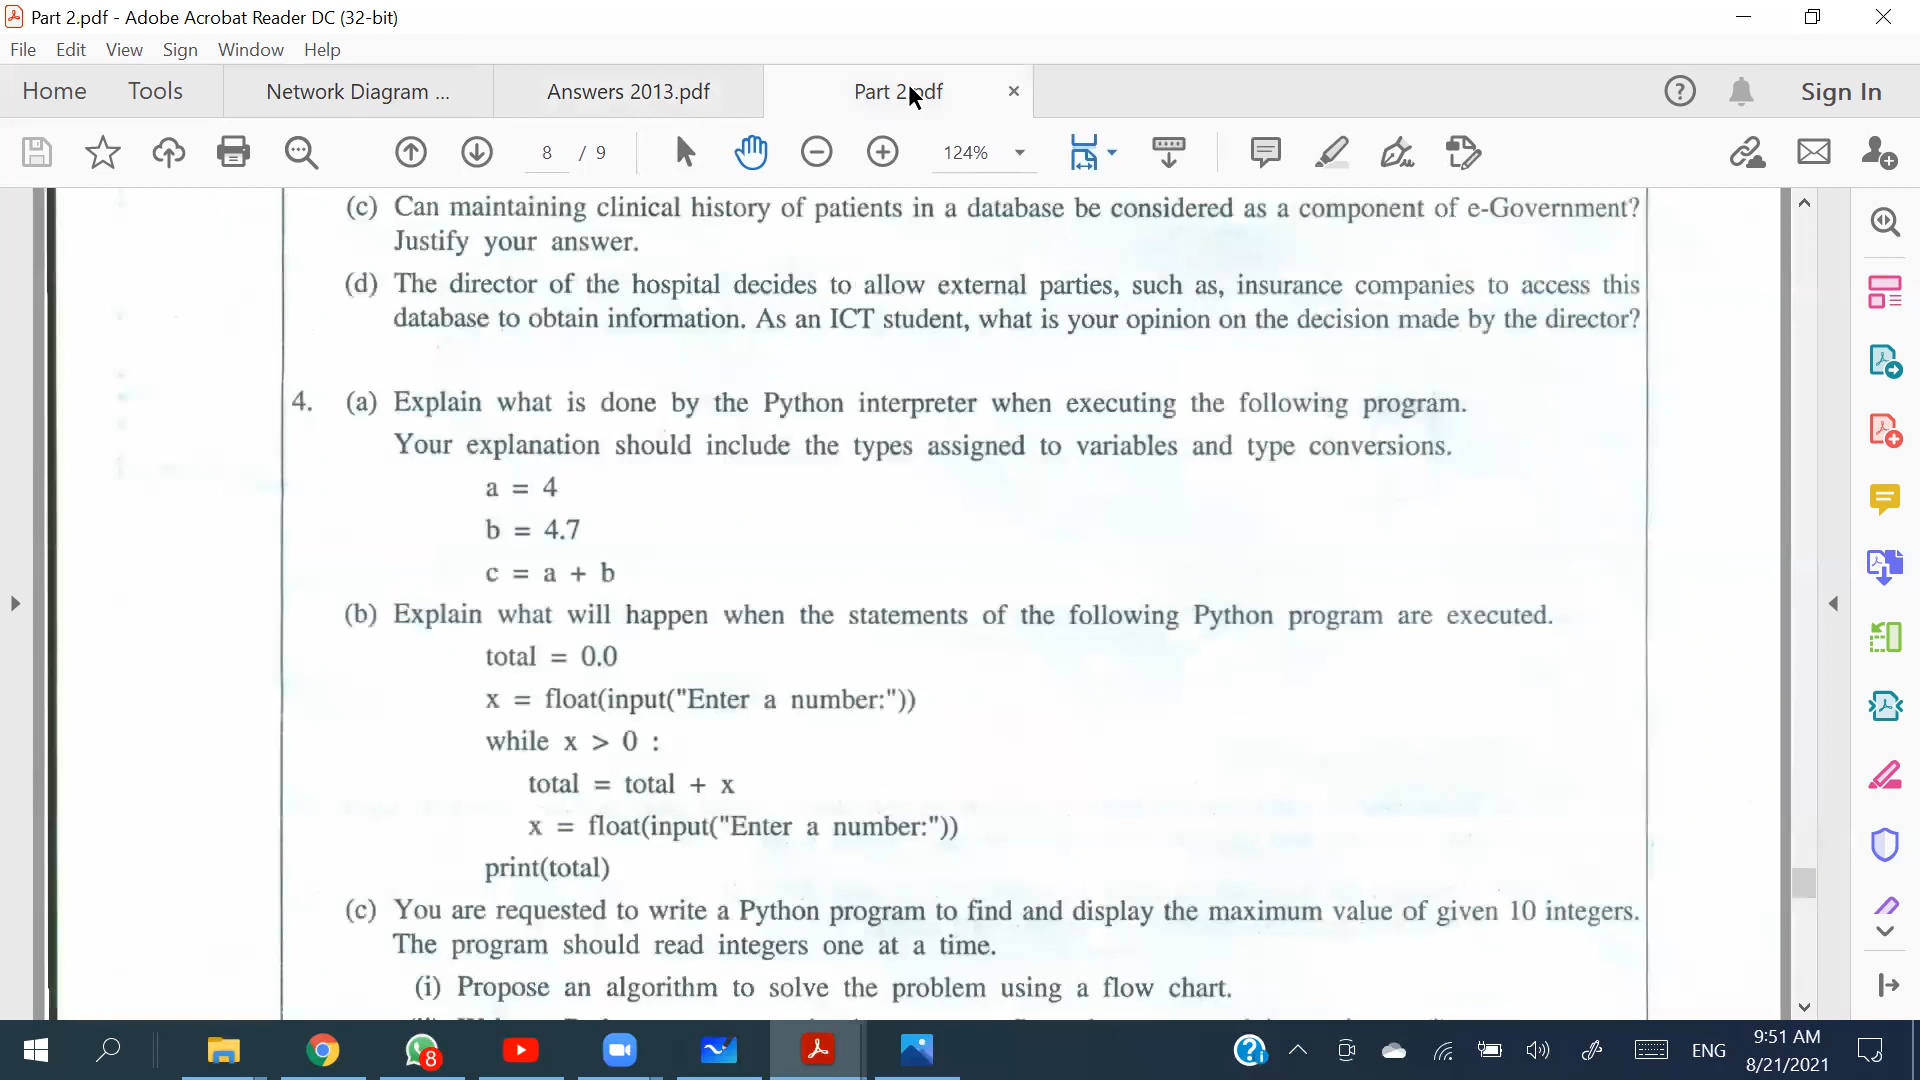 Part 2.pdf - Adobe Acrobat Reader DC (32-bit)
File Edit View Sign Window Help
Home Tools Network Diagram ... Answers 2013.pdf Part 2.pdf × Sign In
8 / 9 124%
(c) Can maintaining clinical history of patients in a database be considered as a component of e-Government?
Justify your answer.
(d) The director of the hospital decides to allow external parties, such as, insurance companies to access this
database to obtain information. As an ICT student, what is your opinion on the decision made by the director?
4. (a) Explain what is done by the Python interpreter when executing the following program.
Your explanation should include the types assigned to variables and type conversions.
a = 4
b = 4.7
c = a + b
(b) Explain what will happen when the statements of the following Python program are executed.
total = 0.0
x = float(input("Enter a number:"))
while x > 0 :
total = total + x
x = float(input("Enter a number:"))
print(total)
(c) You are requested to write a Python program to find and display the maximum value of given 10 integers.
The program should read integers one at a time.
(i) Propose an algorithm to solve the problem using a flow chart.
8
ENG
9:51 AM
8/21/2021